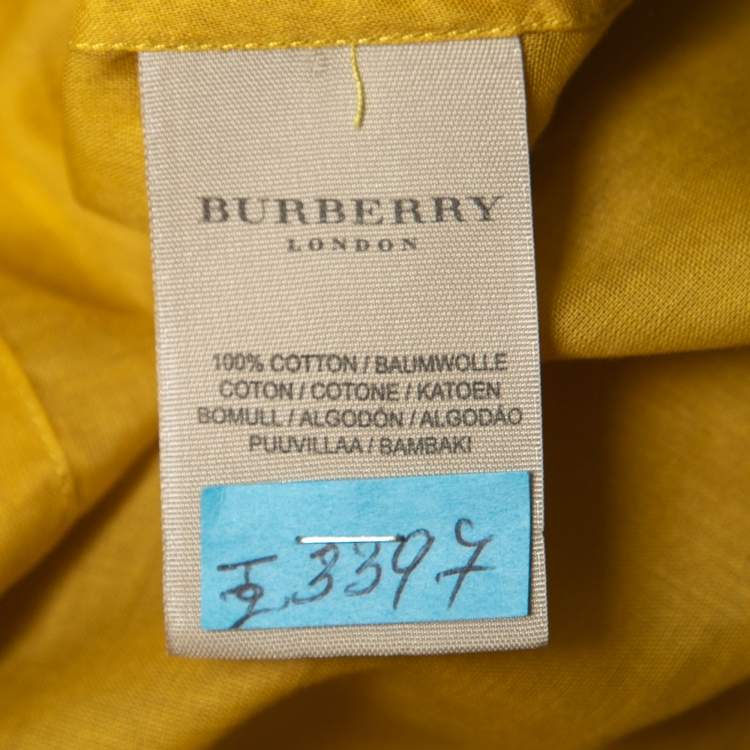 BURBERRY
LONDON
100% COTTON / BAUMWOLLE
COTON / COTONE / KATOEN
BOMULL / ALGODÓN / ALGODÃO
PUUVILLAA / BAMBAKI
3397